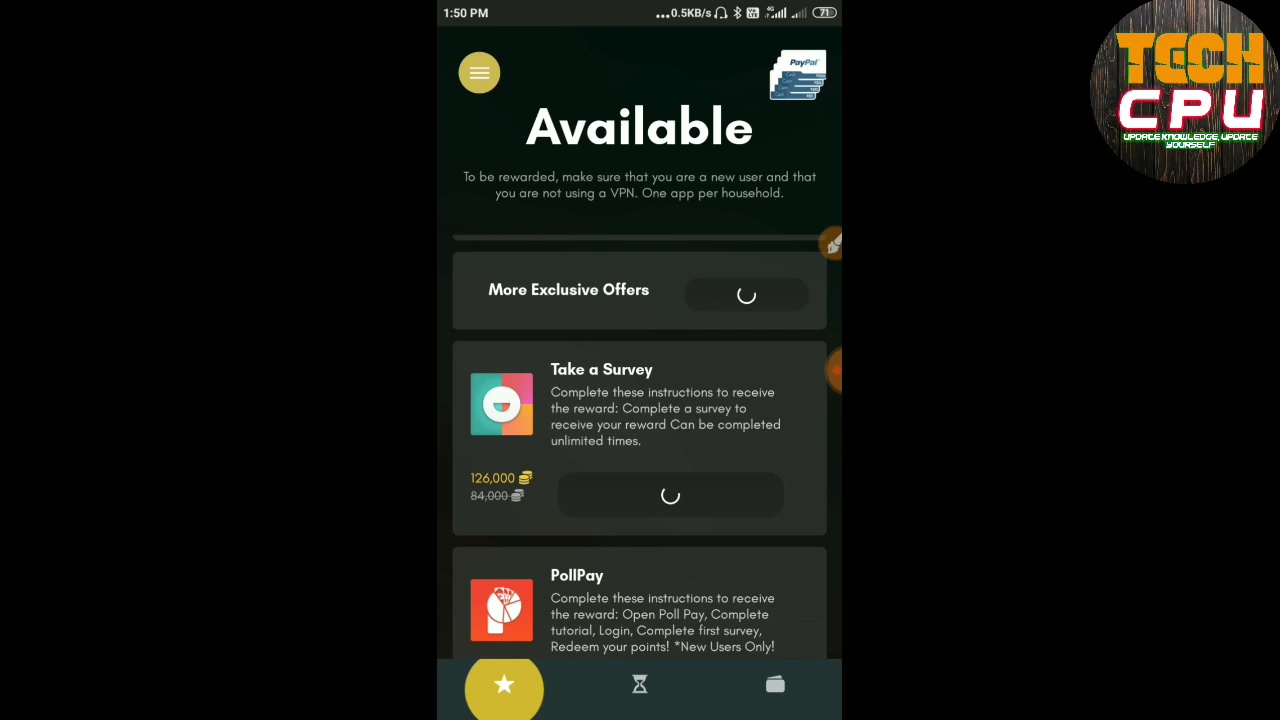 1:50 PM
...0.5KB/s
4G
71
PayPal
TECH
CPU
UPDATE KNOWLEDGE, UPDATE
YOURSELF
Available
To be rewarded, make sure that you are a new user and that
you are not using a VPN. One app per household.
More Exclusive Offers
Take a Survey
Complete these instructions to receive
the reward: Complete a survey to
receive your reward Can be completed
unlimited times.
126,000
84,000
PollPay
Complete these instructions to receive
the reward: Open Poll Pay, Complete
tutorial, Login, Complete first survey,
Redeem your points! *New Users Only!